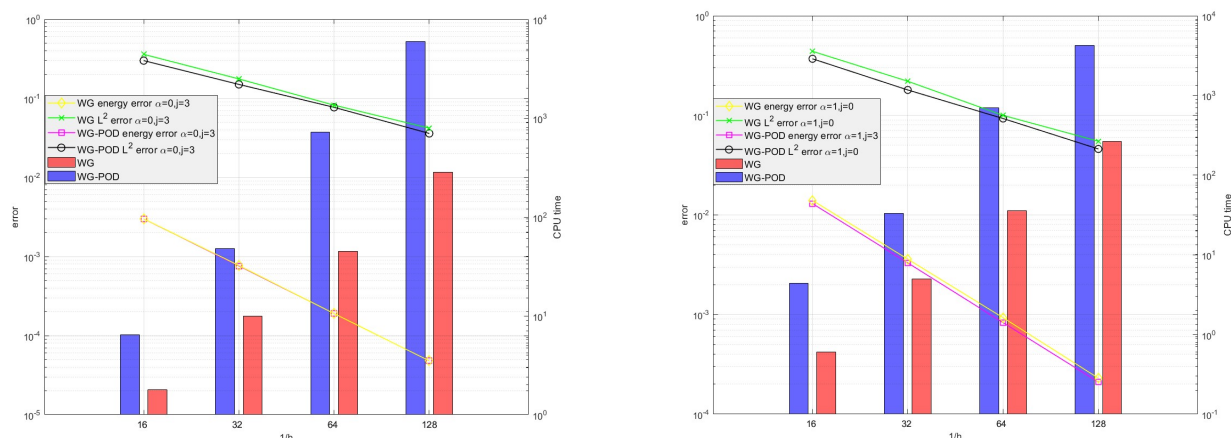 10^0
10^-1
10^-2
10^-3
10^-4
10^-5
error
WG energy error α=0,j=3
WG L^2 error α=0,j=3
WG-POD energy error α=0,j=3
WG-POD L^2 error α=0,j=3
WG
WG-POD
16 32 64 128
1/h
10^4
10^3
10^2
10^1
10^0
CPU time
10^0
10^-1
10^-2
10^-3
10^-4
error
WG energy error α=1,j=0
WG L^2 error α=1,j=0
WG-POD energy error α=1,j=3
WG-POD L^2 error α=1,j=0
WG
WG-POD
16 32 64 128
1/h
10^4
10^3
10^2
10^1
10^0
10^-1
CPU time